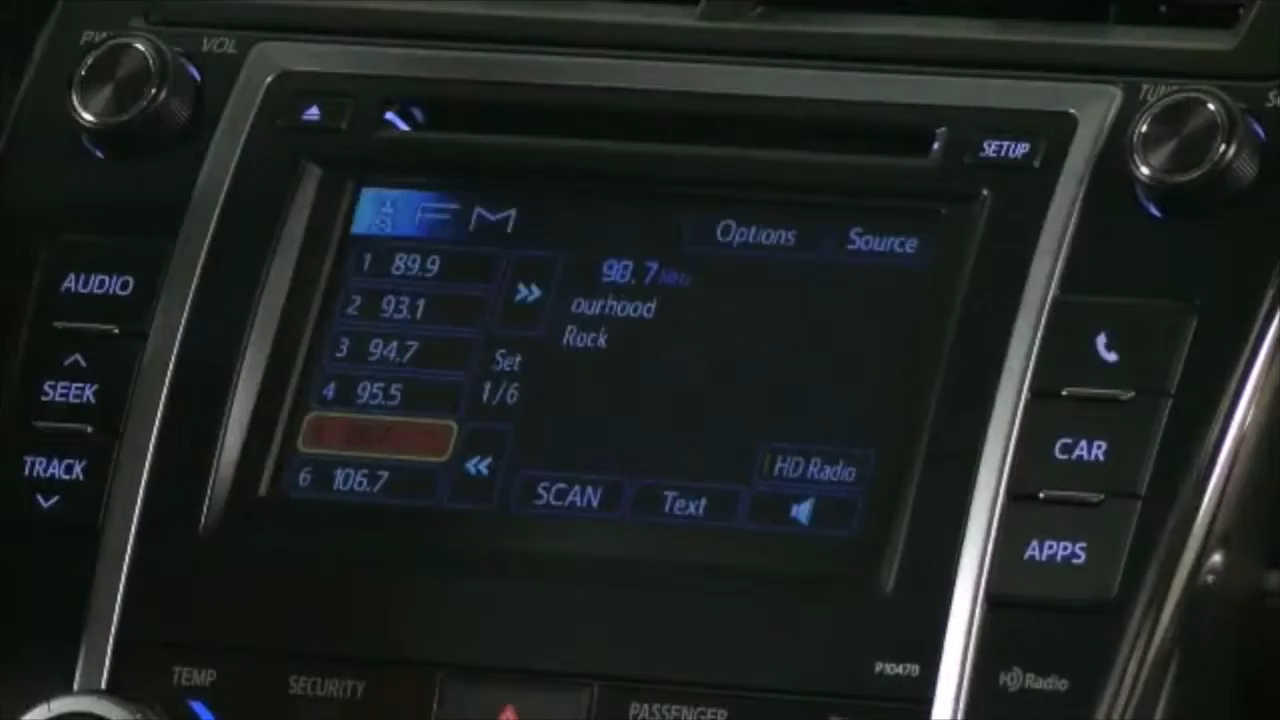 VOL
SETUP
FM
Options
Source
1 89.9
98.7 MHz
2 93.1
ourhood
Rock
3 94.7
Set
4 95.5
1/6
6 106.7
SCAN
Text
HD Radio
AUDIO
SEEK
TRACK
CAR
APPS
P10470
HD Radio
TEMP
SECURITY
PASSENGER